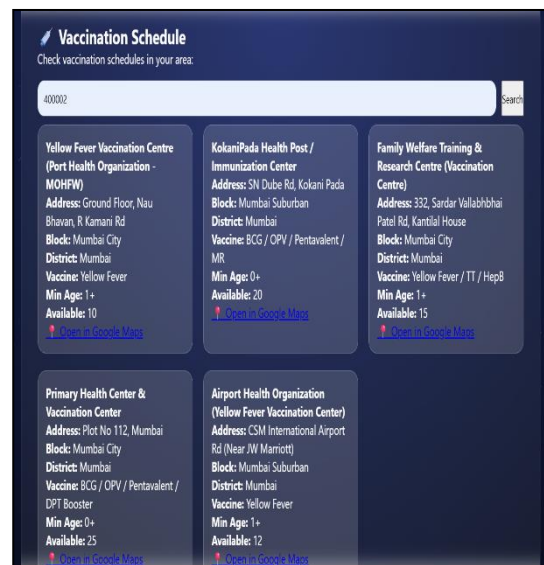 Vaccination Schedule
Check vaccination schedules in your area:
400002
Search
Yellow Fever Vaccination Centre
(Port Health Organization -
MOHFW)
Address: Ground Floor, Nau
Bhavan, R Kamani Rd
Block: Mumbai City
District: Mumbai
Vaccine: Yellow Fever
Min Age: 1+
Available: 10
Open in Google Maps
KokaniPada Health Post /
Immunization Center
Address: SN Dube Rd, Kokani Pada
Block: Mumbai Suburban
District: Mumbai
Vaccine: BCG / OPV / Pentavalent /
MR
Min Age: 0+
Available: 20
Open in Google Maps
Family Welfare Training &
Research Centre (Vaccination
Centre)
Address: 332, Sardar Vallabhbhai
Patel Rd, Kantilal House
Block: Mumbai City
District: Mumbai
Vaccine: Yellow Fever / TT / HepB
Min Age: 1+
Available: 15
Open in Google Maps
Primary Health Center &
Vaccination Center
Address: Plot No 112, Mumbai
Block: Mumbai City
District: Mumbai
Vaccine: BCG / OPV / Pentavalent /
DPT Booster
Min Age: 0+
Available: 25
Open in Google Maps
Airport Health Organization
(Yellow Fever Vaccination Center)
Address: CSM International Airport
Rd (Near JW Marriott)
Block: Mumbai Suburban
District: Mumbai
Vaccine: Yellow Fever
Min Age: 1+
Available: 12
Open in Google Maps